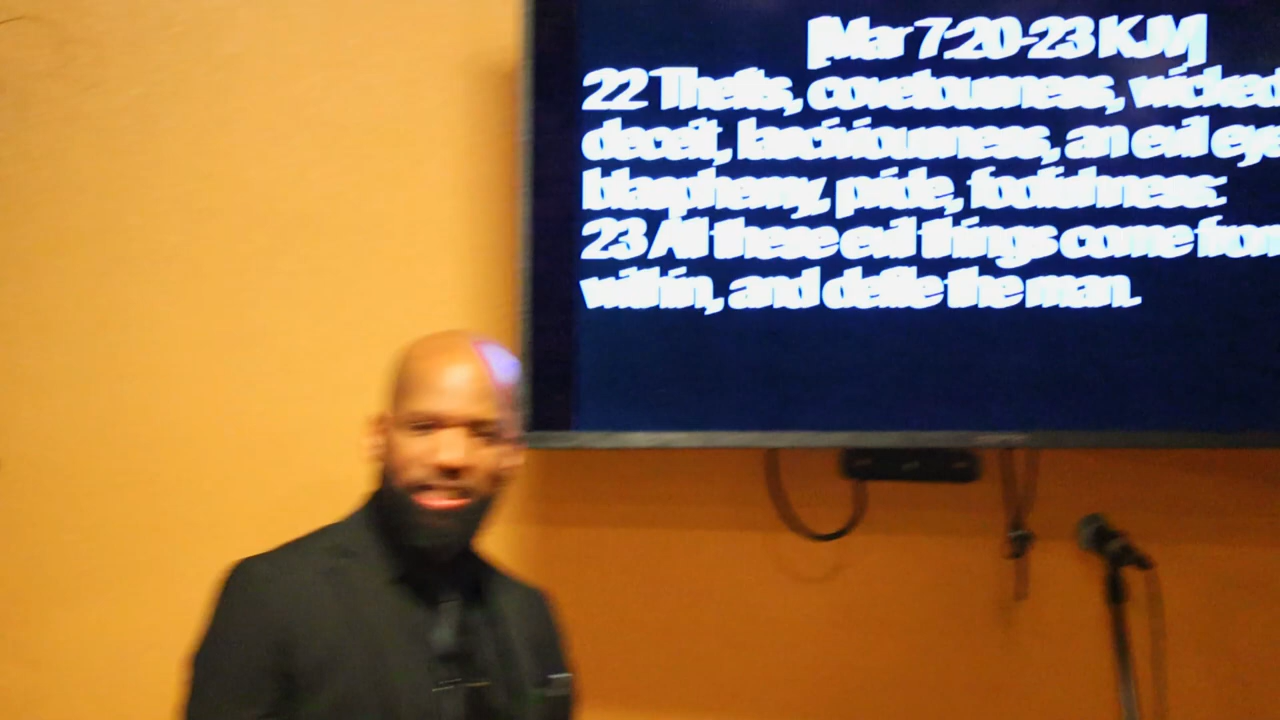 [Mar 7:20-23 KJV]
22 Thefts, covetousness, wicked
deceit, lasciviousness, an evil eye
blasphemy, pride, foolishness:
23 All these evil things come from
within, and defile the man.